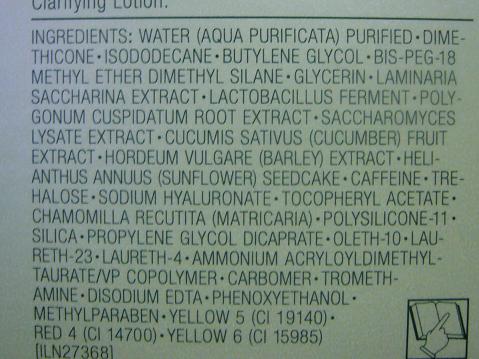 Clarifying Lotion.
INGREDIENTS: WATER (AQUA PURIFICATA) PURIFIED•DIME-
THICONE•ISODODECANE•BUTYLENE GLYCOL•BIS-PEG-18
METHYL ETHER DIMETHYL SILANE•GLYCERIN•LAMINARIA
SACCHARINA EXTRACT•LACTOBACILLUS FERMENT•POLY-
GONUM CUSPIDATUM ROOT EXTRACT•SACCHAROMYCES
LYSATE EXTRACT•CUCUMIS SATIVUS (CUCUMBER) FRUIT
EXTRACT•HORDEUM VULGARE (BARLEY) EXTRACT•HELI-
ANTHUS ANNUUS (SUNFLOWER) SEEDCAKE•CAFFEINE•TRE-
HALOSE•SODIUM HYALURONATE•TOCOPHERYL ACETATE•
CHAMOMILLA RECUTITA (MATRICARIA)•POLYSILICONE-11•
SILICA•PROPYLENE GLYCOL DICAPRATE•OLETH-10•LAU-
RETH-23•LAURETH-4•AMMONIUM ACRYLOYLDIMETHYL-
TAURATE/VP COPOLYMER•CARBOMER•TROMETH-
AMINE•DISODIUM EDTA•PHENOXYETHANOL•
METHYLPARABEN•YELLOW 5 (CI 19140)•
RED 4 (CI 14700)•YELLOW 6 (CI 15985)
[ILN27368]